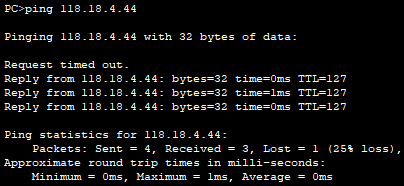 PC>ping 118.18.4.44
Pinging 118.18.4.44 with 32 bytes of data:
Request timed out.
Reply from 118.18.4.44: bytes=32 time=0ms TTL=127
Reply from 118.18.4.44: bytes=32 time=1ms TTL=127
Reply from 118.18.4.44: bytes=32 time=0ms TTL=127
Ping statistics for 118.18.4.44:
Packets: Sent = 4, Received = 3, Lost = 1 (25% loss),
Approximate round trip times in milli-seconds:
Minimum = 0ms, Maximum = 1ms, Average = 0ms